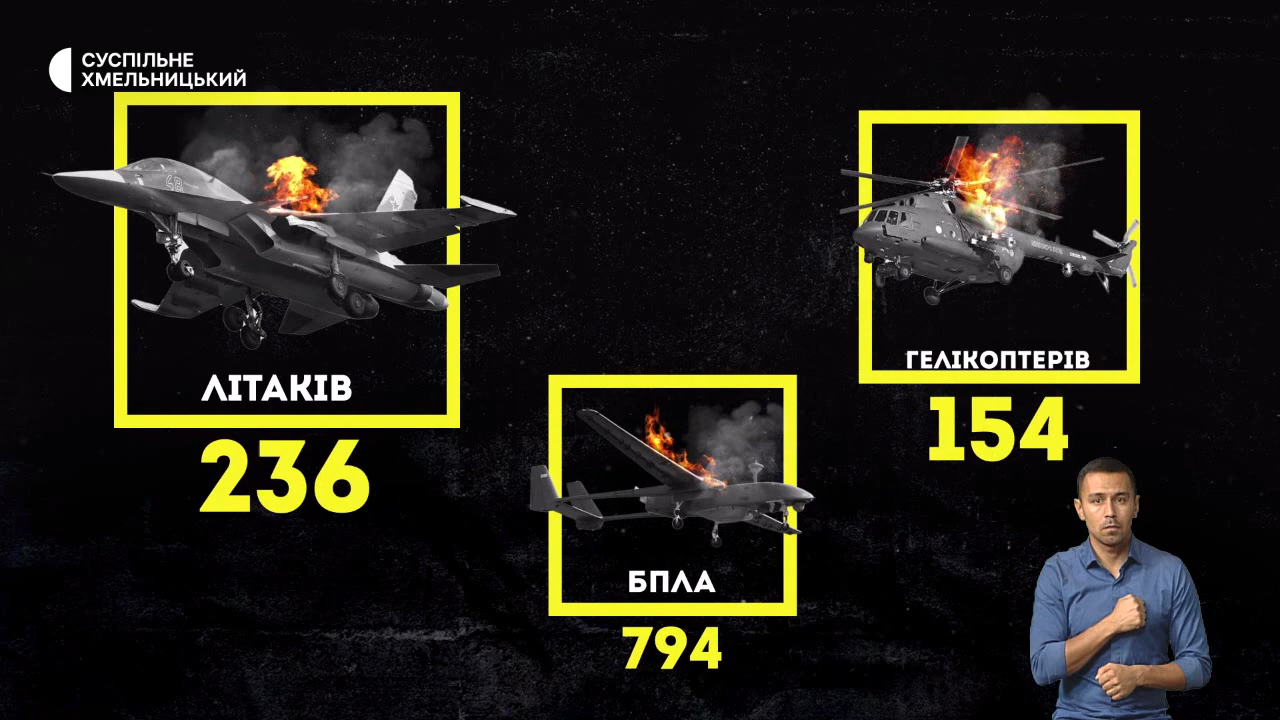 СУСПІЛЬНЕ
ХМЕЛЬНИЦЬКИЙ
ЛІТАКІВ
236
БПЛА
794
ГЕЛІКОПТЕРІВ
154